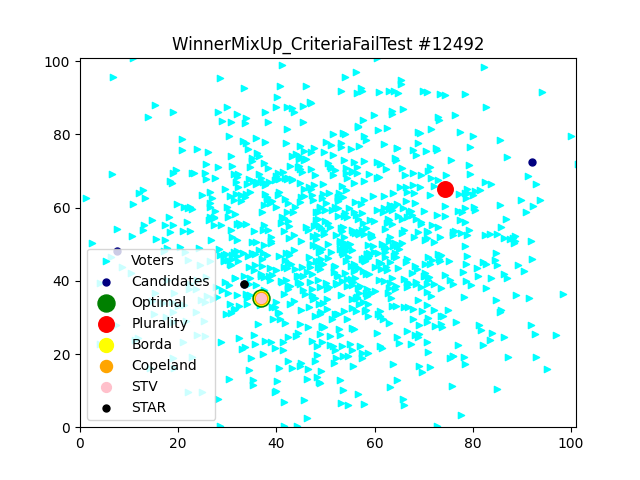 WinnerMixUp_CriteriaFailTest #12492
100
80
60
40
20
0
Voters
Candidates
Optimal
Plurality
Borda
Copeland
STV
STAR
0 20 40 60 80 100